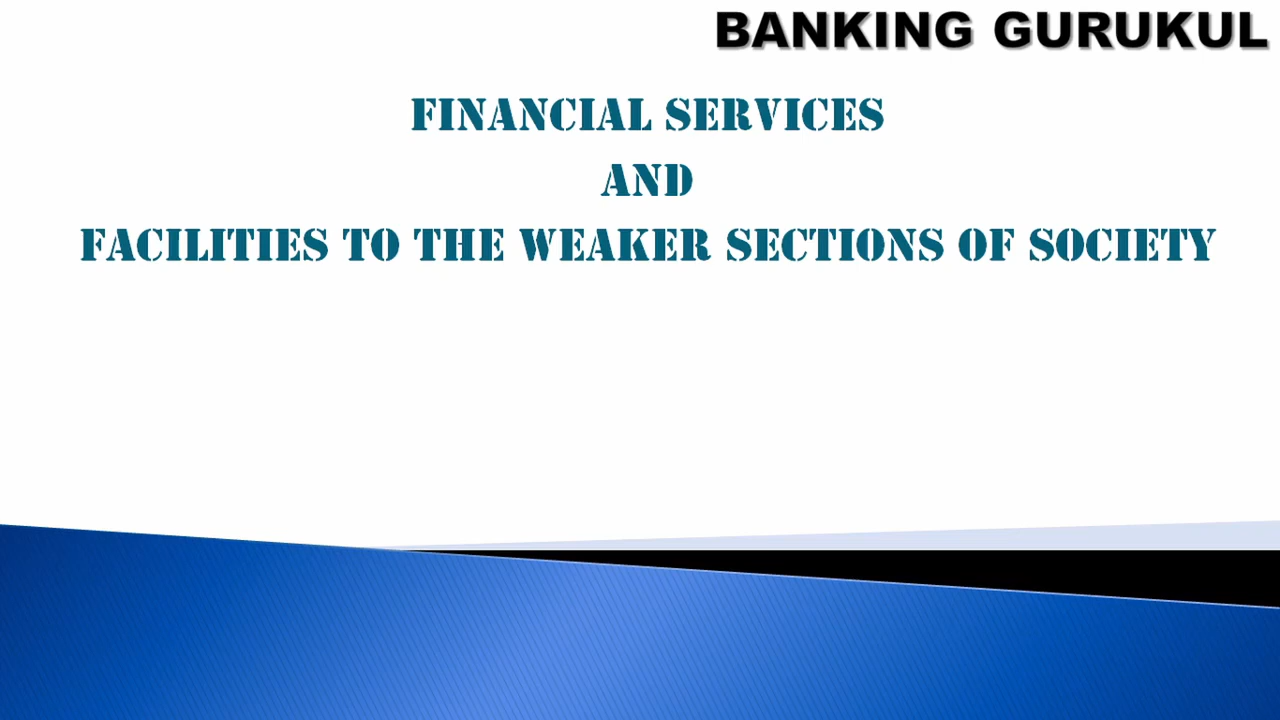 BANKING GURUKUL
FINANCIAL SERVICES
AND
FACILITIES TO THE WEAKER SECTIONS OF SOCIETY